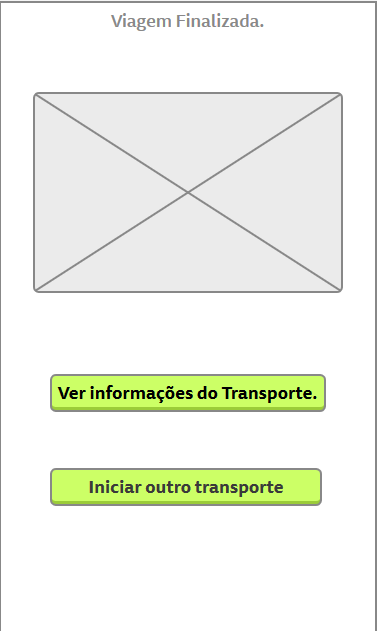 Viagem Finalizada.
Ver informações do Transporte.
Iniciar outro transporte